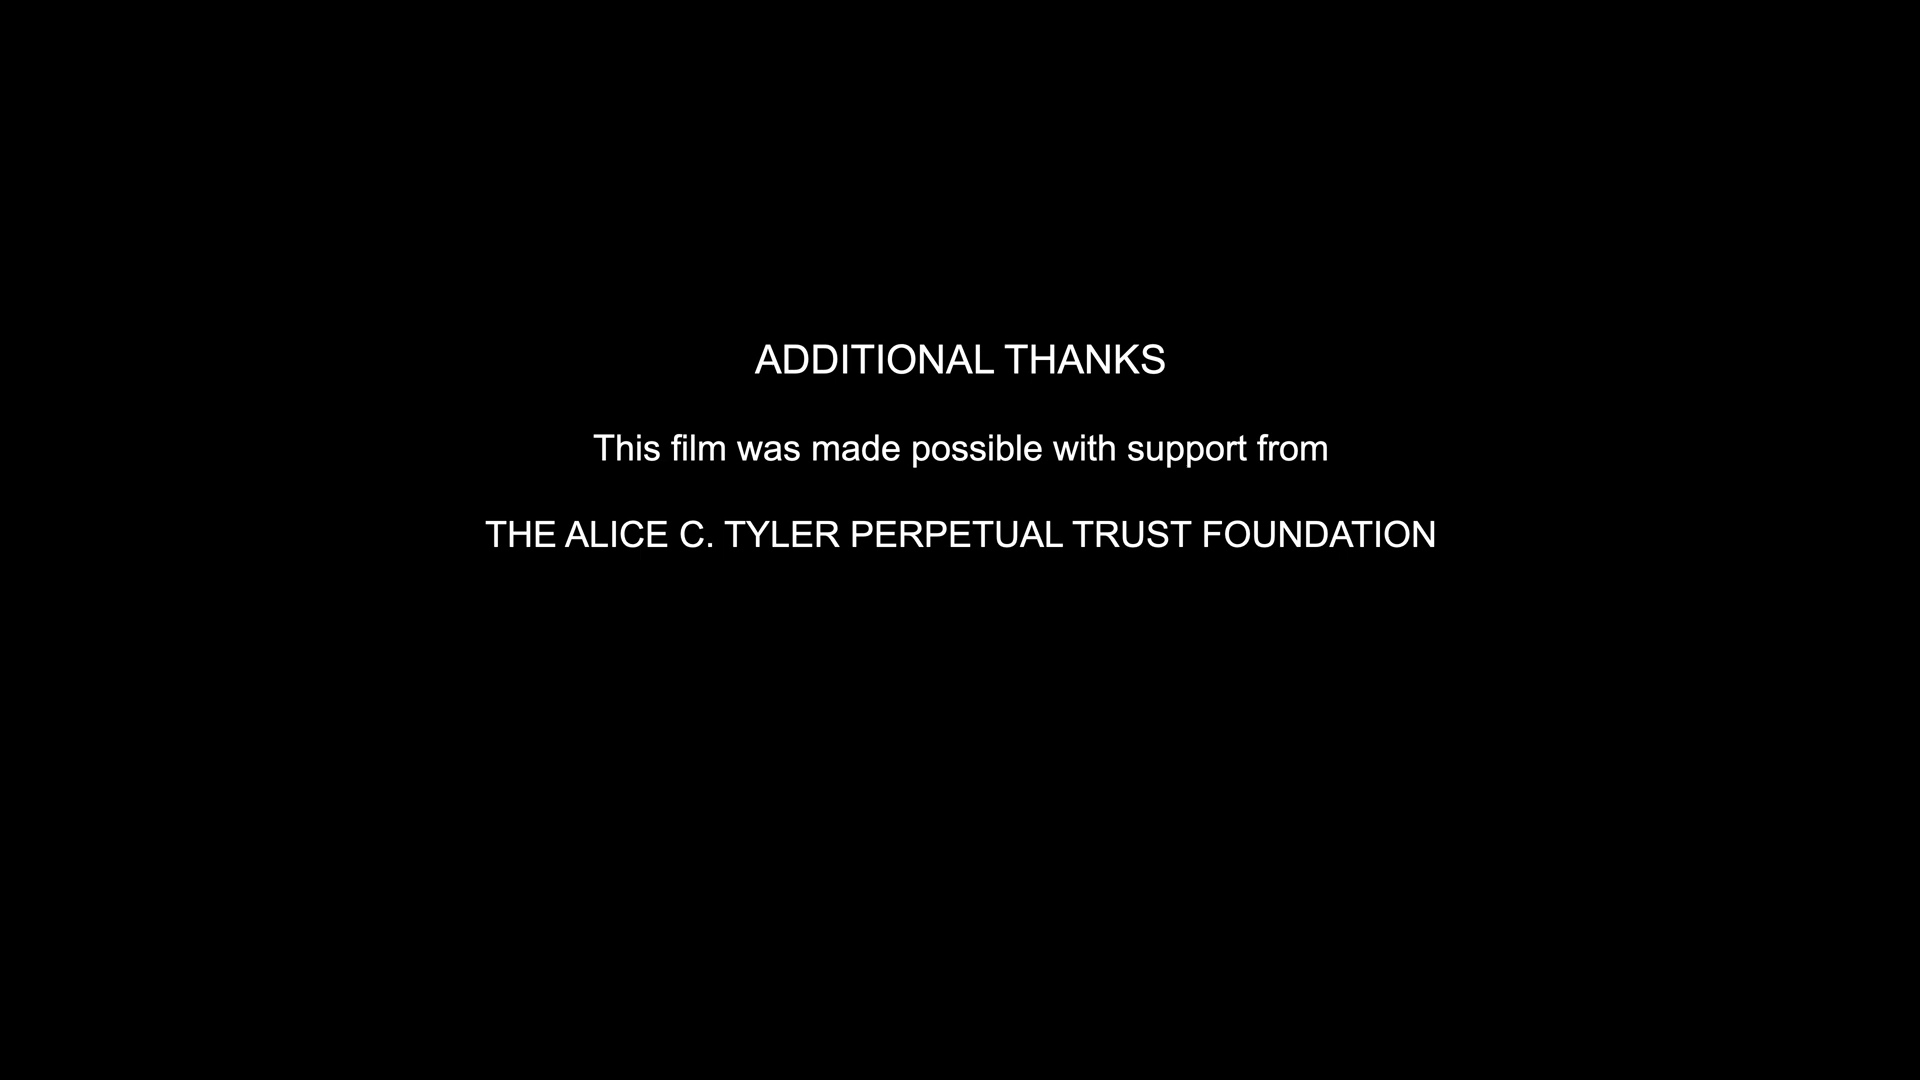 ADDITIONAL THANKS
This film was made possible with support from
THE ALICE C. TYLER PERPETUAL TRUST FOUNDATION